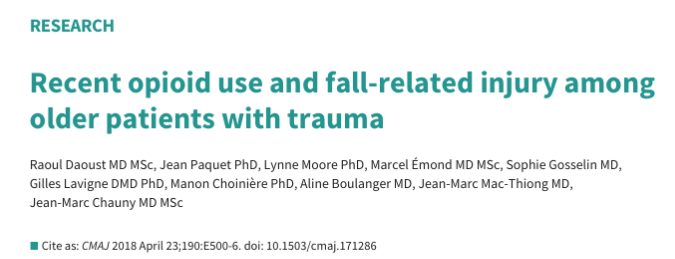 RESEARCH
Recent opioid use and fall-related injury among
older patients with trauma
Raoul Daoust MD MSc, Jean Paquet PhD, Lynne Moore PhD, Marcel Émond MD MSc, Sophie Gosselin MD,
Gilles Lavigne DMD PhD, Manon Choinière PhD, Aline Boulanger MD, Jean-Marc Mac-Thiong MD,
Jean-Marc Chauny MD MSc
Cite as: CMAJ 2018 April 23;190:E500-6. doi: 10.1503/cmaj.171286